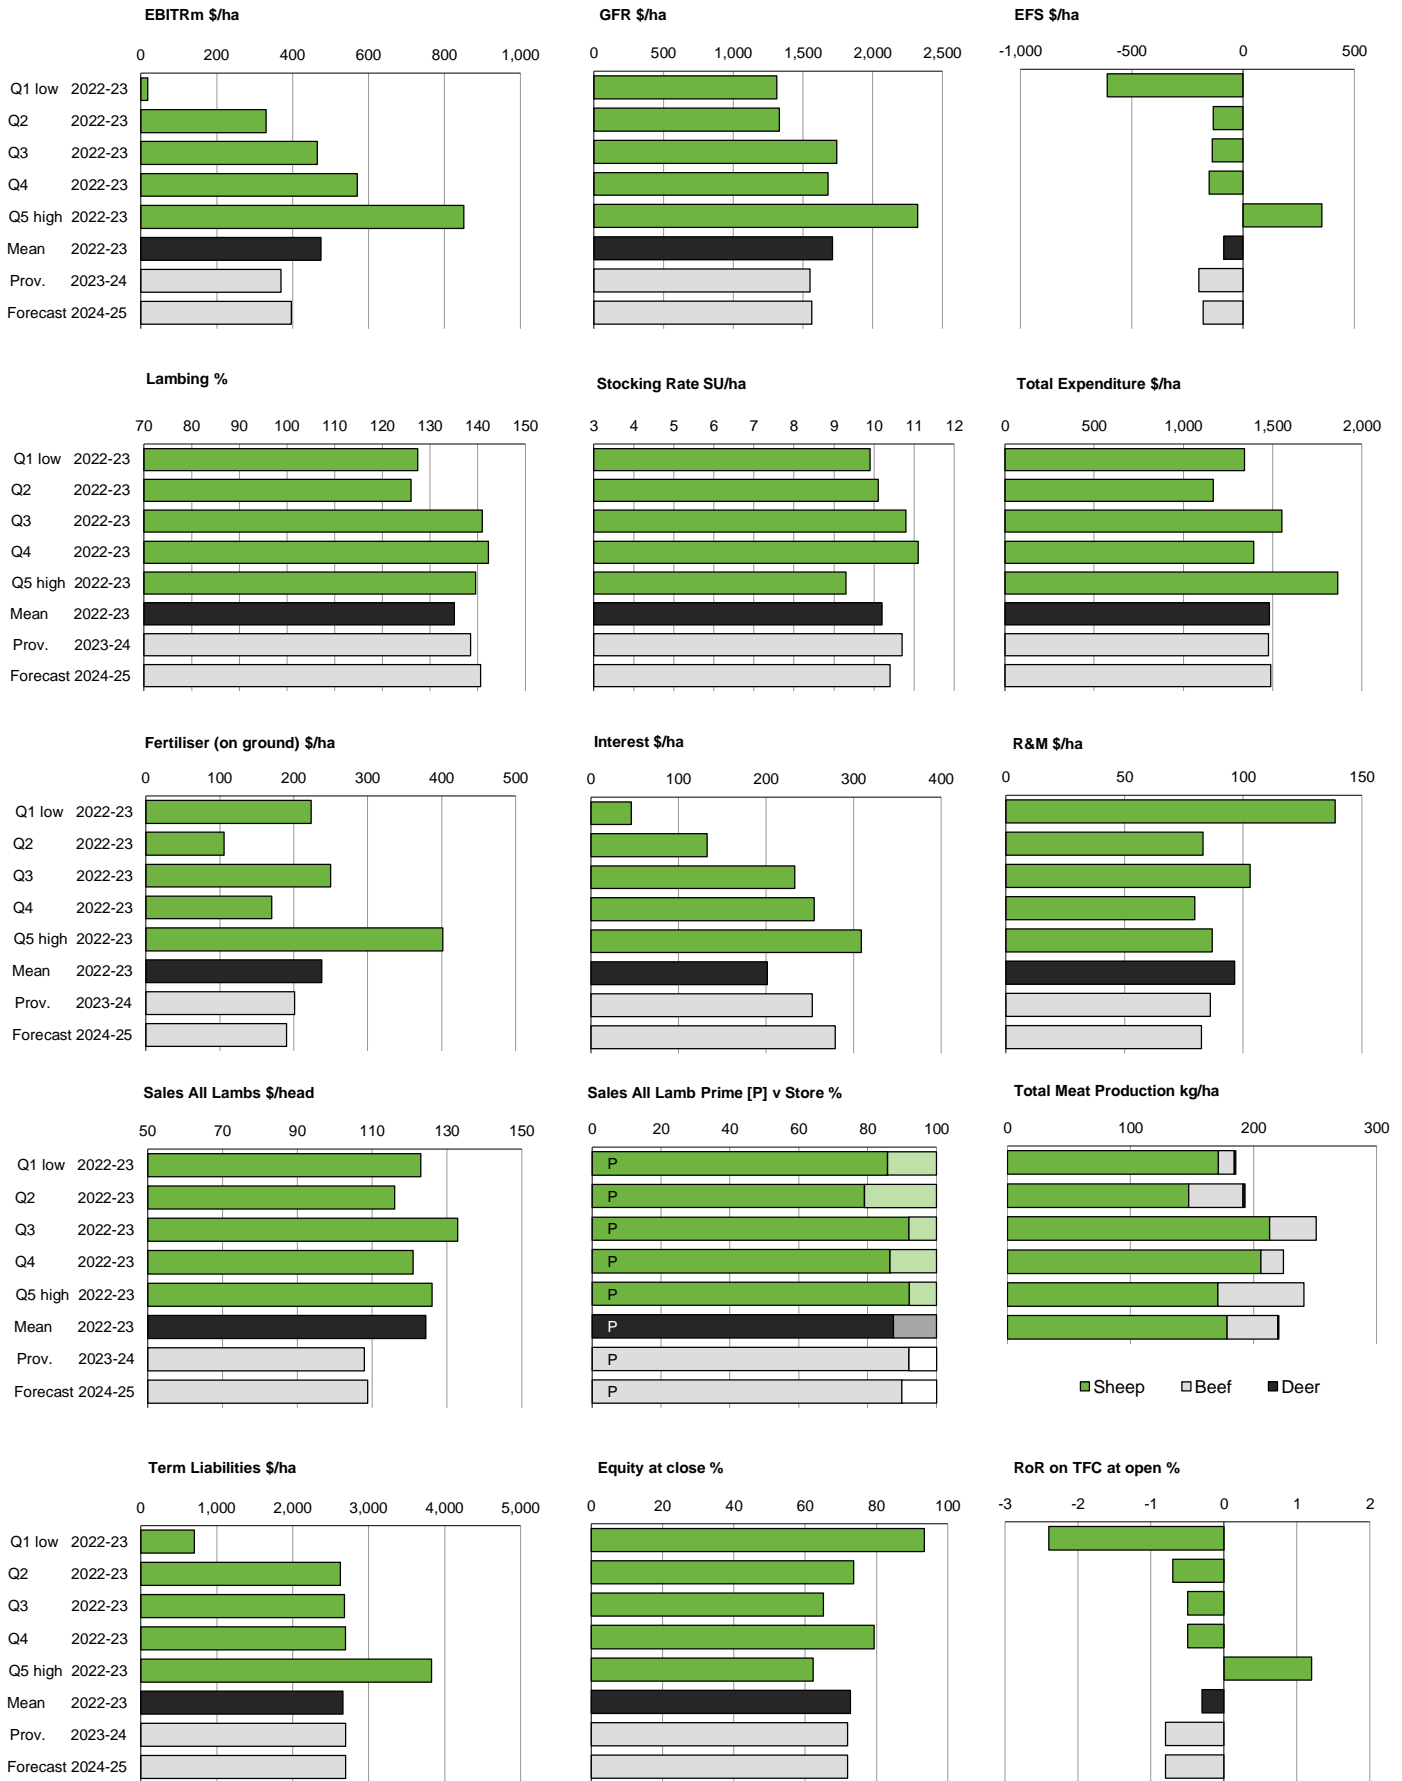 EBITRm $/ha GFR $/ha EFS $/ha
0 200 400 600 800 1,000 0 500 1,000 1,500 2,000 2,500 -1,000 -500 0 500
Q1 low 2022-23
Q2 2022-23
Q3 2022-23
Q4 2022-23
Q5 high 2022-23
Mean 2022-23
Prov. 2023-24
Forecast 2024-25
Lambing % Stocking Rate SU/ha Total Expenditure $/ha
70 80 90 100 110 120 130 140 150 3 4 5 6 7 8 9 10 11 12 0 500 1,000 1,500 2,000
Q1 low 2022-23
Q2 2022-23
Q3 2022-23
Q4 2022-23
Q5 high 2022-23
Mean 2022-23
Prov. 2023-24
Forecast 2024-25
Fertiliser (on ground) $/ha Interest $/ha R&M $/ha
0 100 200 300 400 500 0 100 200 300 400 0 50 100 150
Q1 low 2022-23
Q2 2022-23
Q3 2022-23
Q4 2022-23
Q5 high 2022-23
Mean 2022-23
Prov. 2023-24
Forecast 2024-25
Sales All Lambs $/head Sales All Lamb Prime [P] v Store % Total Meat Production kg/ha
50 70 90 110 130 150 0 20 40 60 80 100 0 100 200 300
Q1 low 2022-23 P
Q2 2022-23 P
Q3 2022-23 P
Q4 2022-23 P
Q5 high 2022-23 P
Mean 2022-23 P
Prov. 2023-24 P
Forecast 2024-25 P Sheep Beef Deer
Term Liabilities $/ha Equity at close % RoR on TFC at open %
0 1,000 2,000 3,000 4,000 5,000 0 20 40 60 80 100 -3 -2 -1 0 1 2
Q1 low 2022-23
Q2 2022-23
Q3 2022-23
Q4 2022-23
Q5 high 2022-23
Mean 2022-23
Prov. 2023-24
Forecast 2024-25